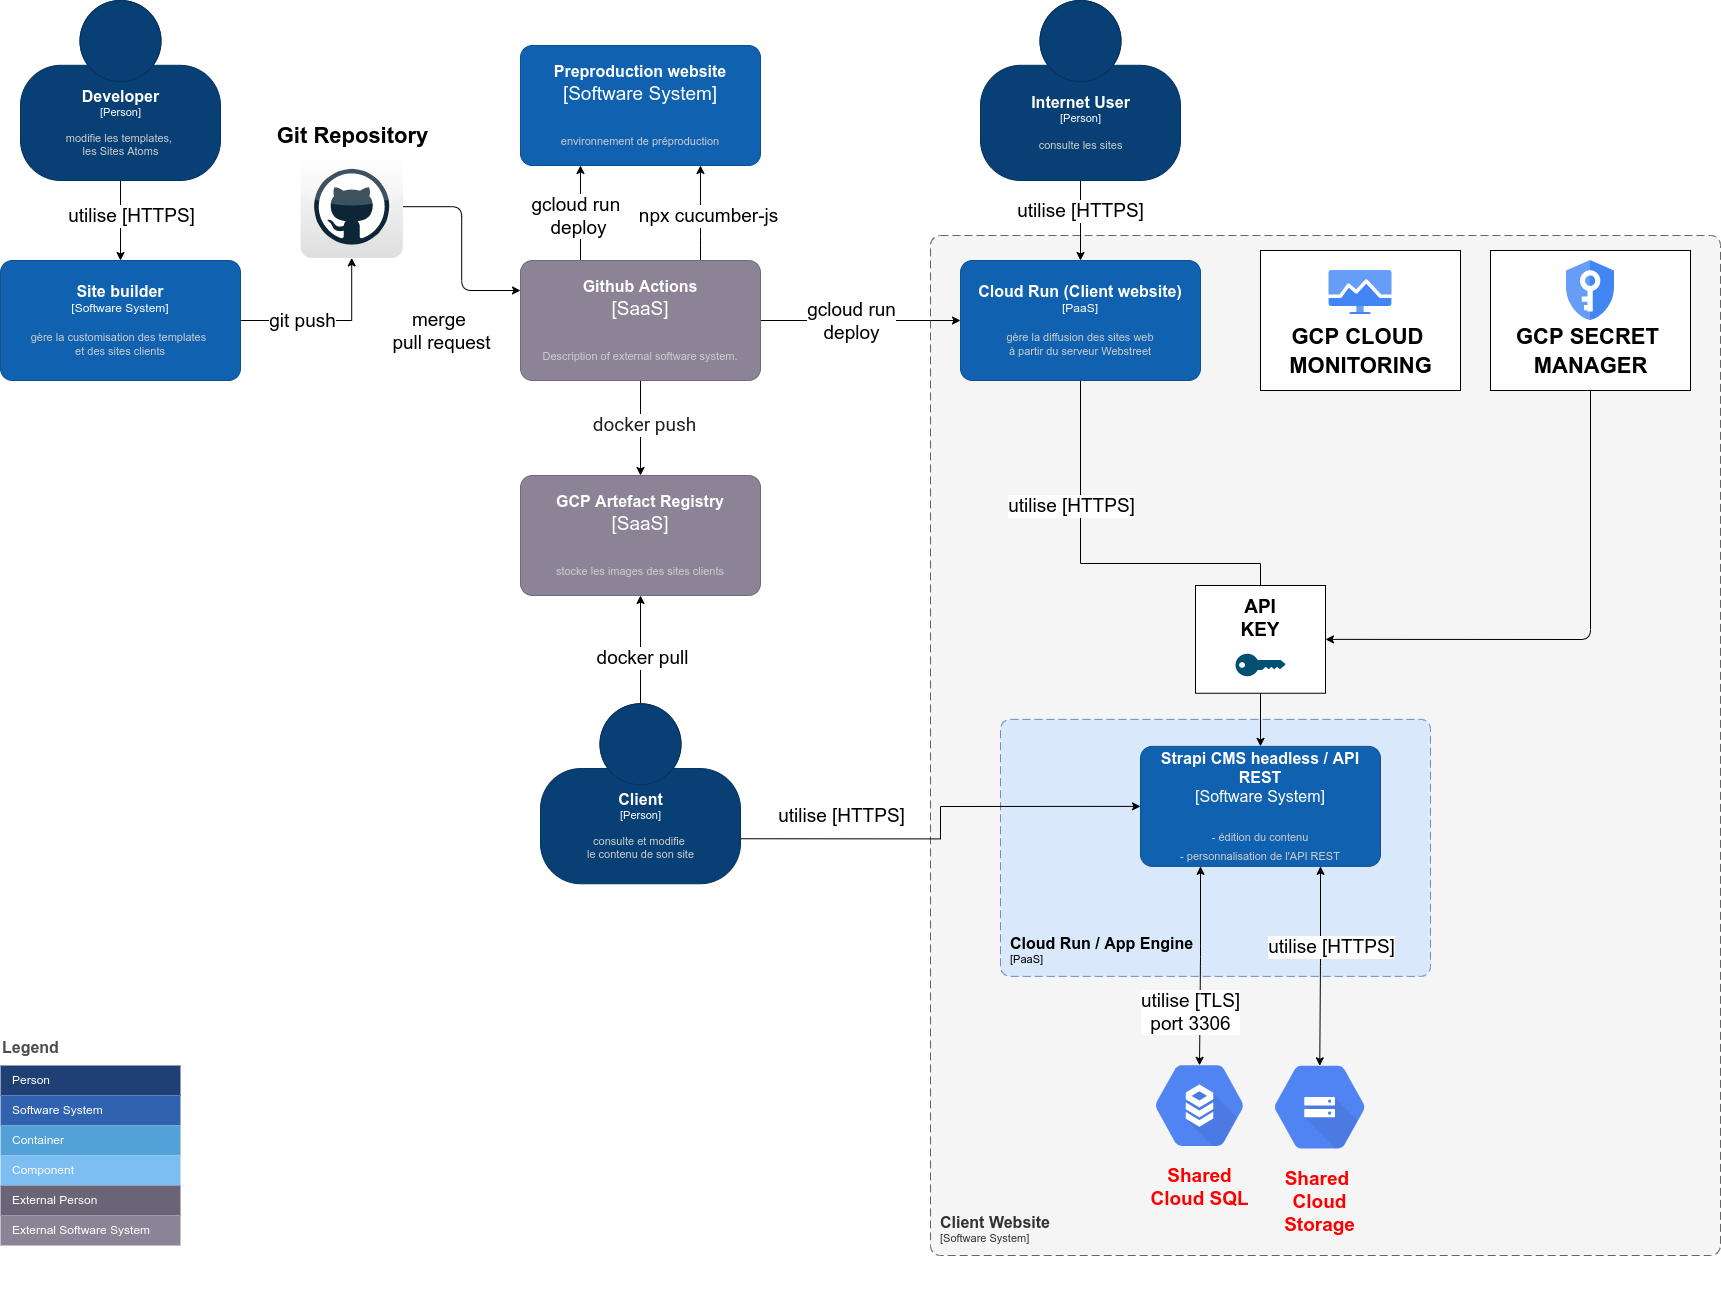 Developer
[Person]
modifie les templates,
les Sites Atoms
utilise [HTTPS]
Site builder
[Software System]
gère la customisation des templates
et des sites clients
git push
Git Repository
merge
pull request
Preproduction website
[Software System]
environnement de préproduction
gcloud run
deploy
npx cucumber-js
Github Actions
[SaaS]
Description of external software system.
gcloud run
deploy
docker push
GCP Artefact Registry
[SaaS]
stocke les images des sites clients
docker pull
Client
[Person]
consulte et modifie
le contenu de son site
utilise [HTTPS]
Internet User
[Person]
consulte les sites
utilise [HTTPS]
Cloud Run (Client website)
[PaaS]
gère la diffusion des sites web
à partir du serveur Webstreet
GCP CLOUD
MONITORING
GCP SECRET
MANAGER
utilise [HTTPS]
API
KEY
Strapi CMS headless / API
REST
[Software System]
- édition du contenu
- personnalisation de l'API REST
Cloud Run / App Engine
[PaaS]
utilise [HTTPS]
utilise [TLS]
port 3306
Shared
Cloud SQL
Shared
Cloud
Storage
Client Website
[Software System]
Legend
Person
Software System
Container
Component
External Person
External Software System